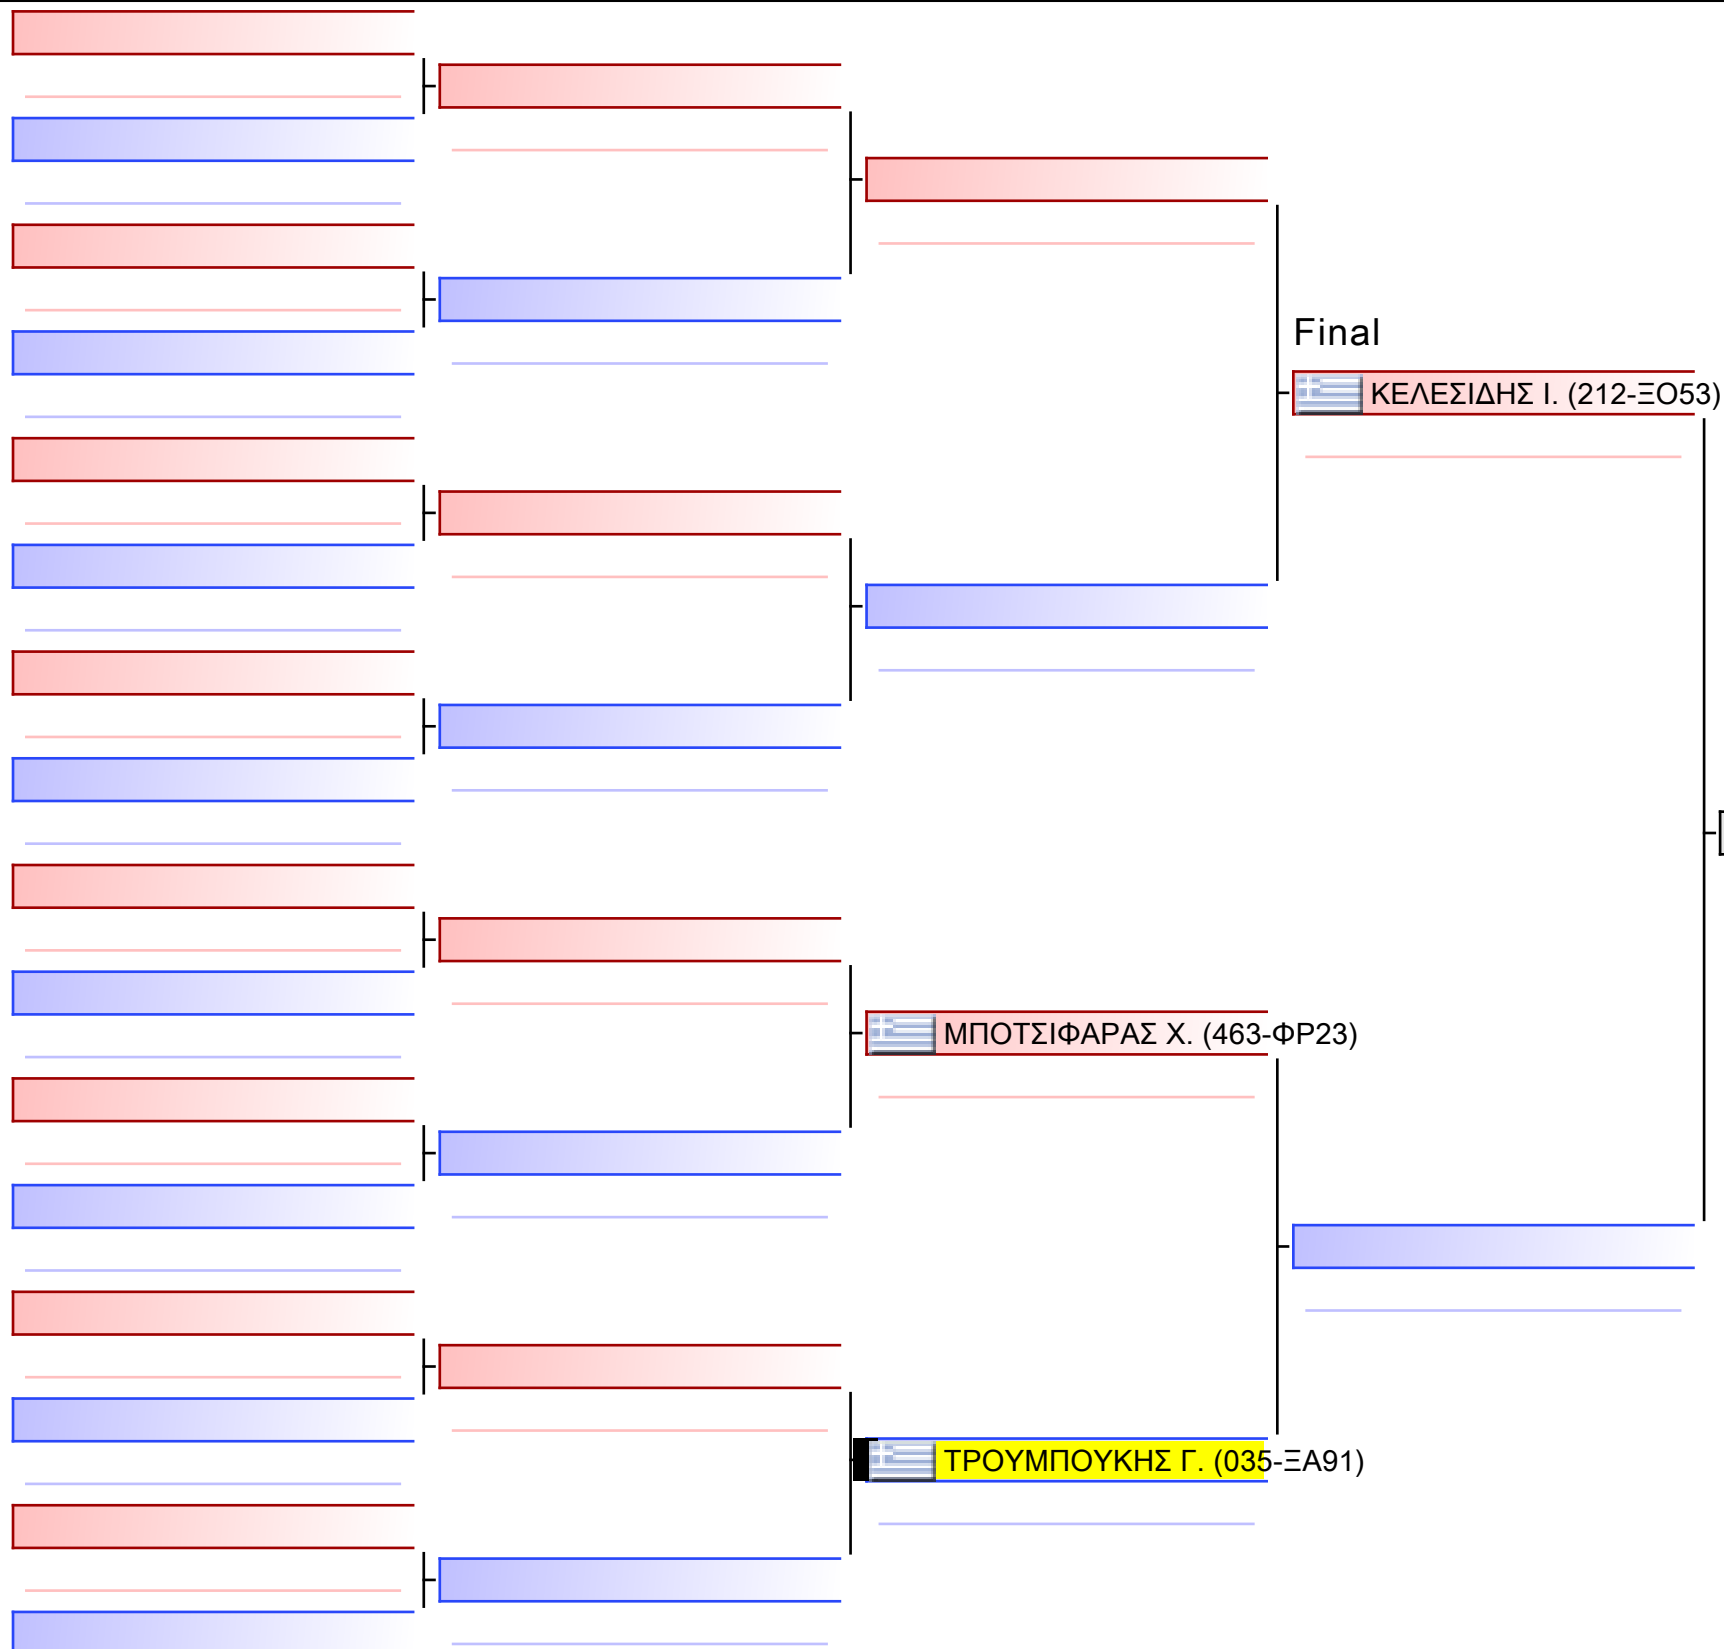 Final
ΚΕΛΕΣΙΔΗΣ Ι. (212-ΞΟ53)
ΜΠΟΤΣΙΦΑΡΑΣ Χ. (463-ΦΡ23)
ΤΡΟΥΜΠΟΥΚΗΣ Γ. (035-ΞΑ91)